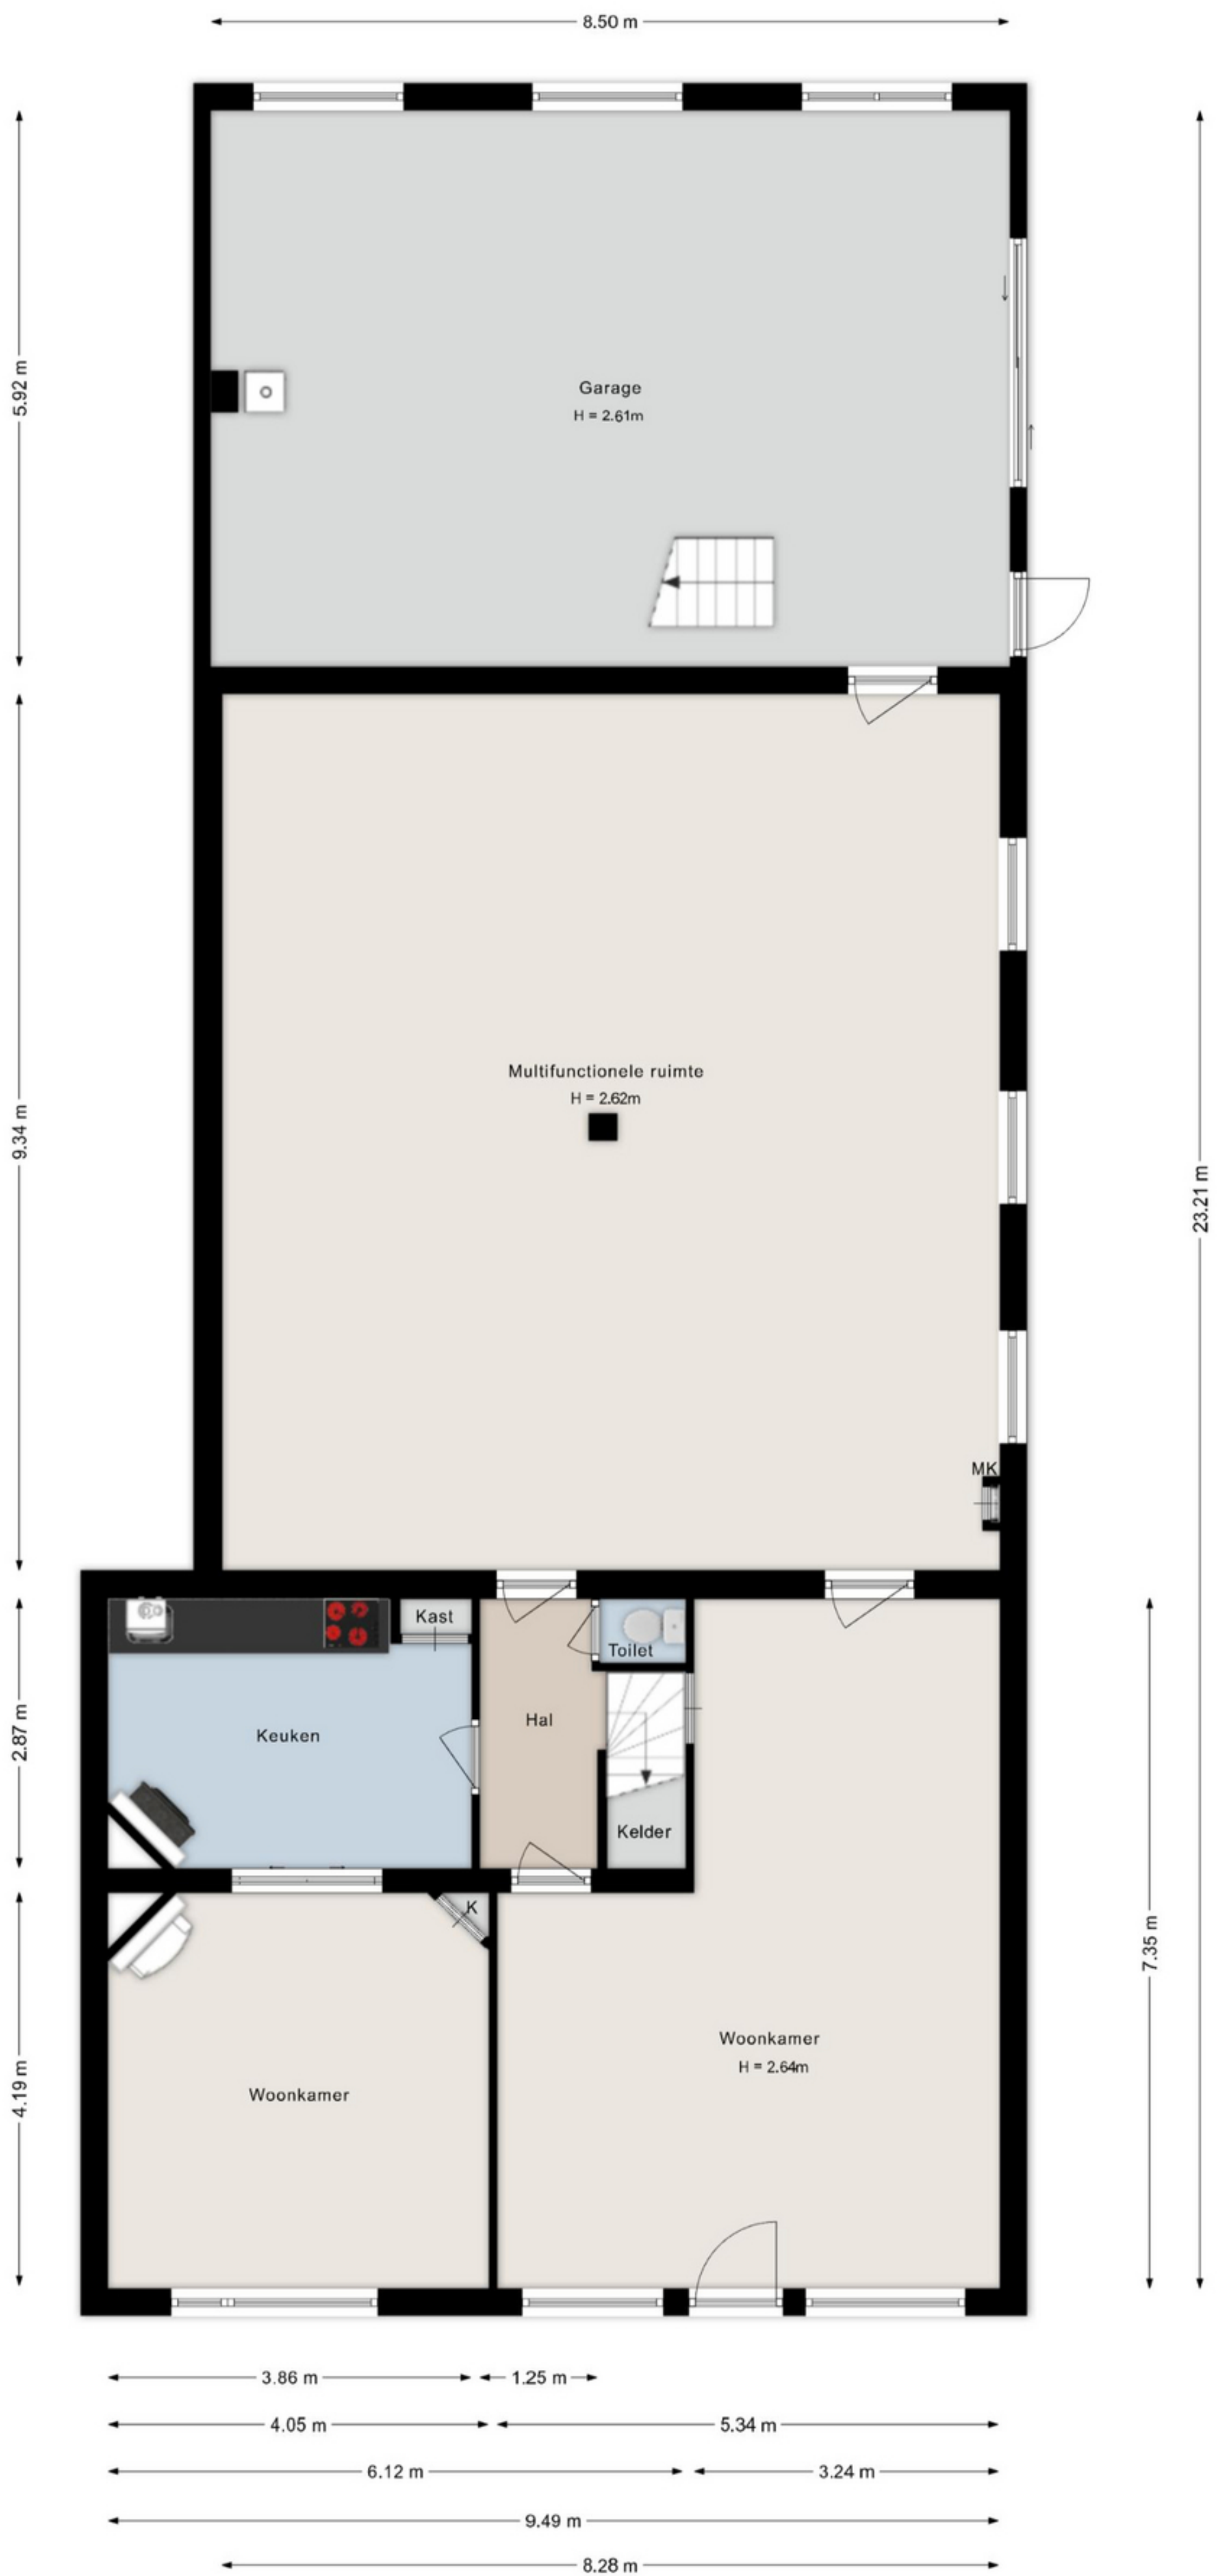 8.50 m
5.92 m
Garage
H = 2.61m
9.34 m
Multifunctionele ruimte
H = 2.62m
23.21 m
MK
Kast
Toilet
Hal
Keuken
2.87 m
Kelder
K
7.35 m
Woonkamer
H = 2.64m
Woonkamer
4.19 m
3.86 m
1.25 m
4.05 m
5.34 m
6.12 m
3.24 m
9.49 m
8.28 m